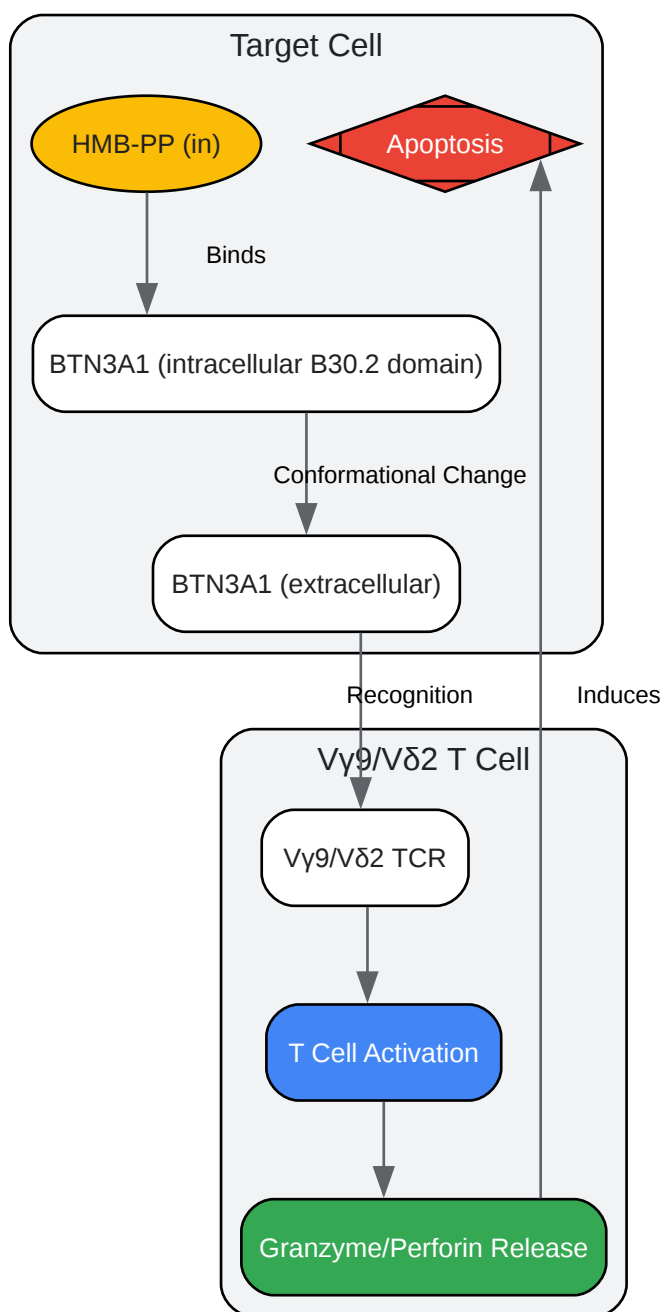 Target Cell
HMB-PP (in)
Apoptosis
Binds
BTN3A1 (intracellular B30.2 domain)
Conformational Change
BTN3A1 (extracellular)
Recognition
Induces
Vγ9/Vδ2 T Cell
Vγ9/Vδ2 TCR
T Cell Activation
Granzyme/Perforin Release